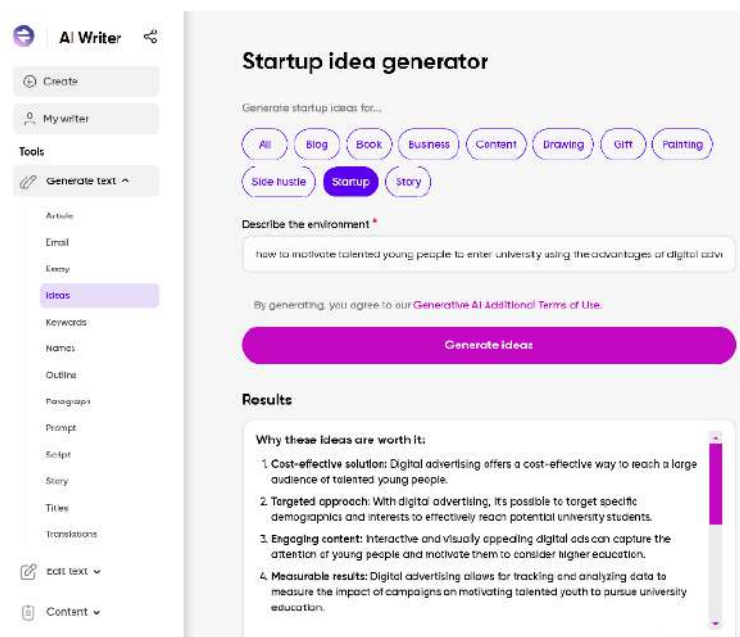 AI Writer
Create
My writer
Tools
Generate text
Article
Email
Essay
Ideas
Keywords
Names
Outline
Paragraph
Prompt
Script
Story
Titles
Translations
Edit text
Content
Startup idea generator
Generate startup ideas for...
All Blog Book Business Content Drawing Gift Painting
Side hustle Startup Story
Describe the environment *
how to motivate talented young people to enter university using the advantages of digital adve
By generating, you agree to our Generative AI Additional Terms of Use.
Generate ideas
Results
Why these ideas are worth it:
1. Cost-effective solution: Digital advertising offers a cost-effective way to reach a large
audience of talented young people.
2. Targeted approach: With digital advertising, it's possible to target specific
demographics and interests to effectively reach potential university students.
3. Engaging content: Interactive and visually appealing digital ads can capture the
attention of young people and motivate them to consider higher education.
4. Measurable results: Digital advertising allows for tracking and analyzing data to
measure the impact of campaigns on motivating talented youth to pursue university
education.